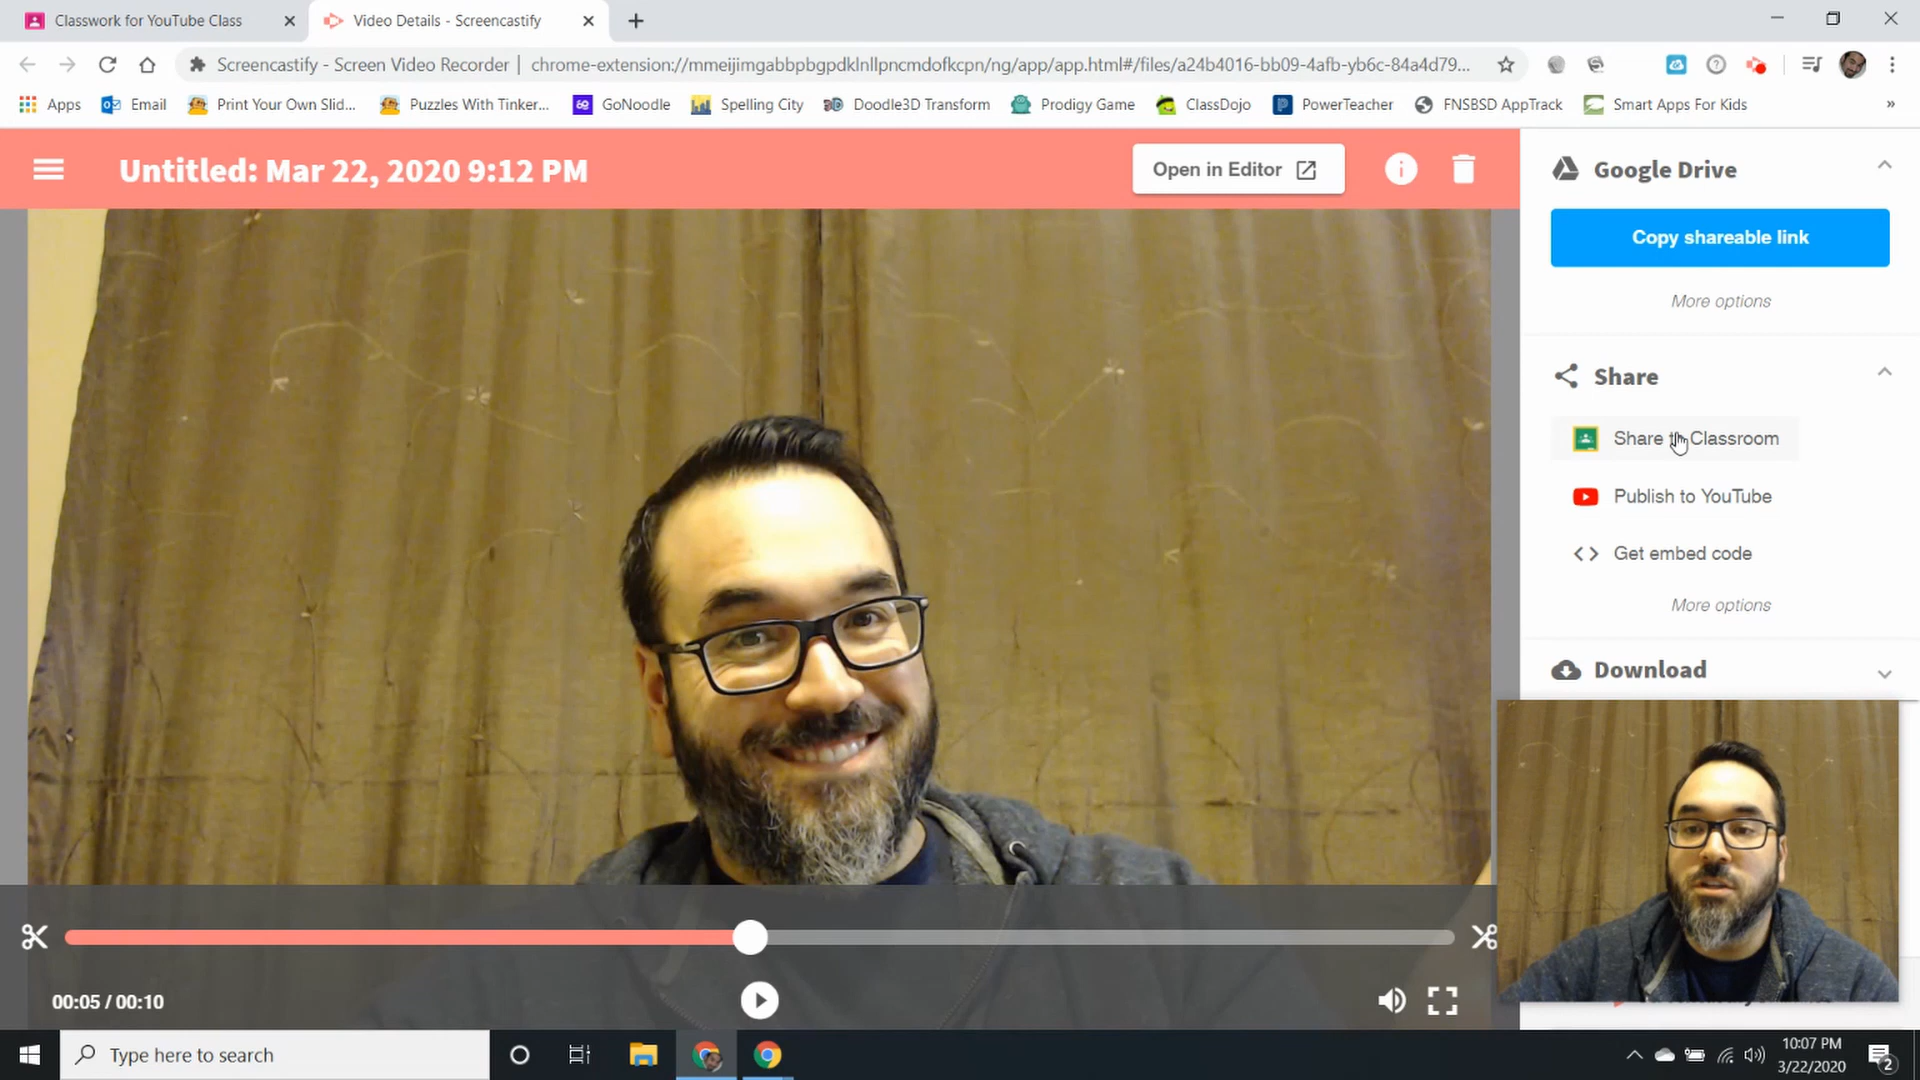 Classwork for YouTube Class
Video Details - Screencastify
Screencastify - Screen Video Recorder | chrome-extension://mmeijimgabbpbgpdklnllpncmdofkcpn/ng/app/app.html#/files/a24b4016-bb09-4afb-yb6c-84a4d79...
Apps Email Print Your Own Slid... Puzzles With Tinker... GoNoodle Spelling City Doodle3D Transform Prodigy Game ClassDojo PowerTeacher FNSBSD AppTrack Smart Apps For Kids »
Untitled: Mar 22, 2020 9:12 PM
Open in Editor
Google Drive
Copy shareable link
More options
Share
Share to Classroom
Publish to YouTube
Get embed code
More options
Download
00:05 / 00:10
Type here to search
10:07 PM
3/22/2020
2